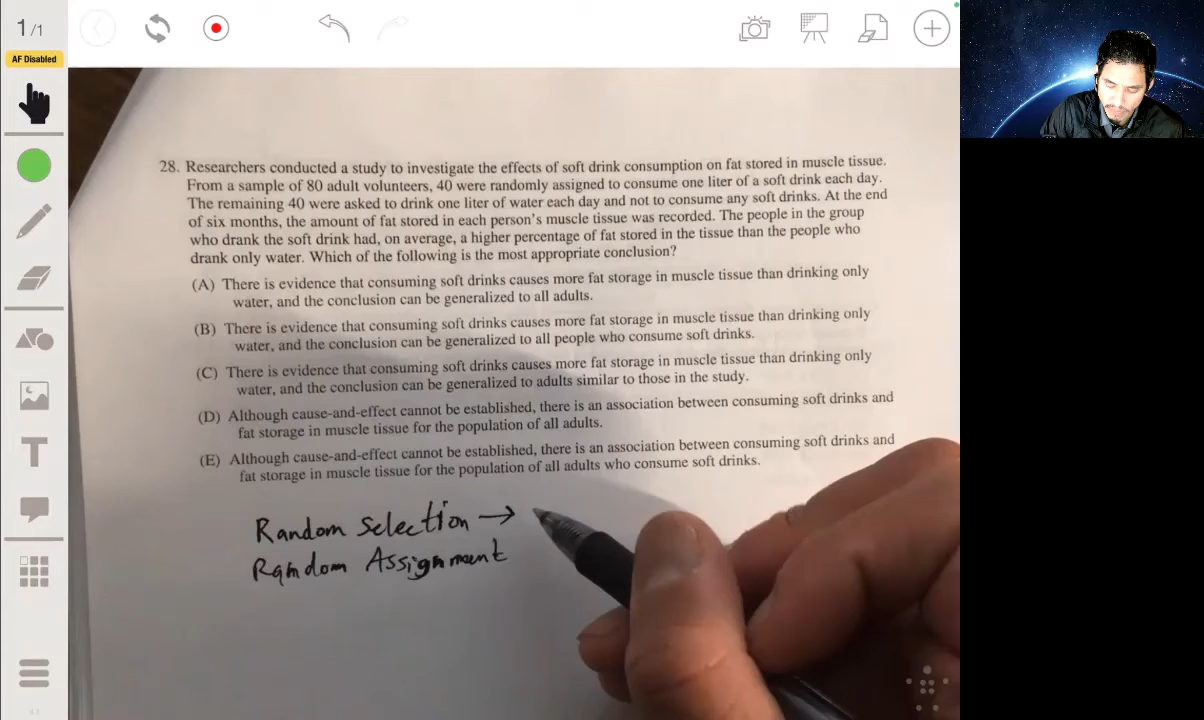 1/1
AF Disabled
28. Researchers conducted a study to investigate the effects of soft drink consumption on fat stored in muscle tissue.
From a sample of 80 adult volunteers, 40 were randomly assigned to consume one liter of a soft drink each day.
The remaining 40 were asked to drink one liter of water each day and not to consume any soft drinks. At the end
of six months, the amount of fat stored in each person's muscle tissue was recorded. The people in the group
who drank the soft drink had, on average, a higher percentage of fat stored in the tissue than the people who
drank only water. Which of the following is the most appropriate conclusion?
(A) There is evidence that consuming soft drinks causes more fat storage in muscle tissue than drinking only
water, and the conclusion can be generalized to all adults.
(B) There is evidence that consuming soft drinks causes more fat storage in muscle tissue than drinking only
water, and the conclusion can be generalized to all people who consume soft drinks.
(C) There is evidence that consuming soft drinks causes more fat storage in muscle tissue than drinking only
water, and the conclusion can be generalized to adults similar to those in the study.
(D) Although cause-and-effect cannot be established, there is an association between consuming soft drinks and
fat storage in muscle tissue for the population of all adults.
(E) Although cause-and-effect cannot be established, there is an association between consuming soft drinks and
fat storage in muscle tissue for the population of all adults who consume soft drinks.
Random Selection →
Random Assignment
T